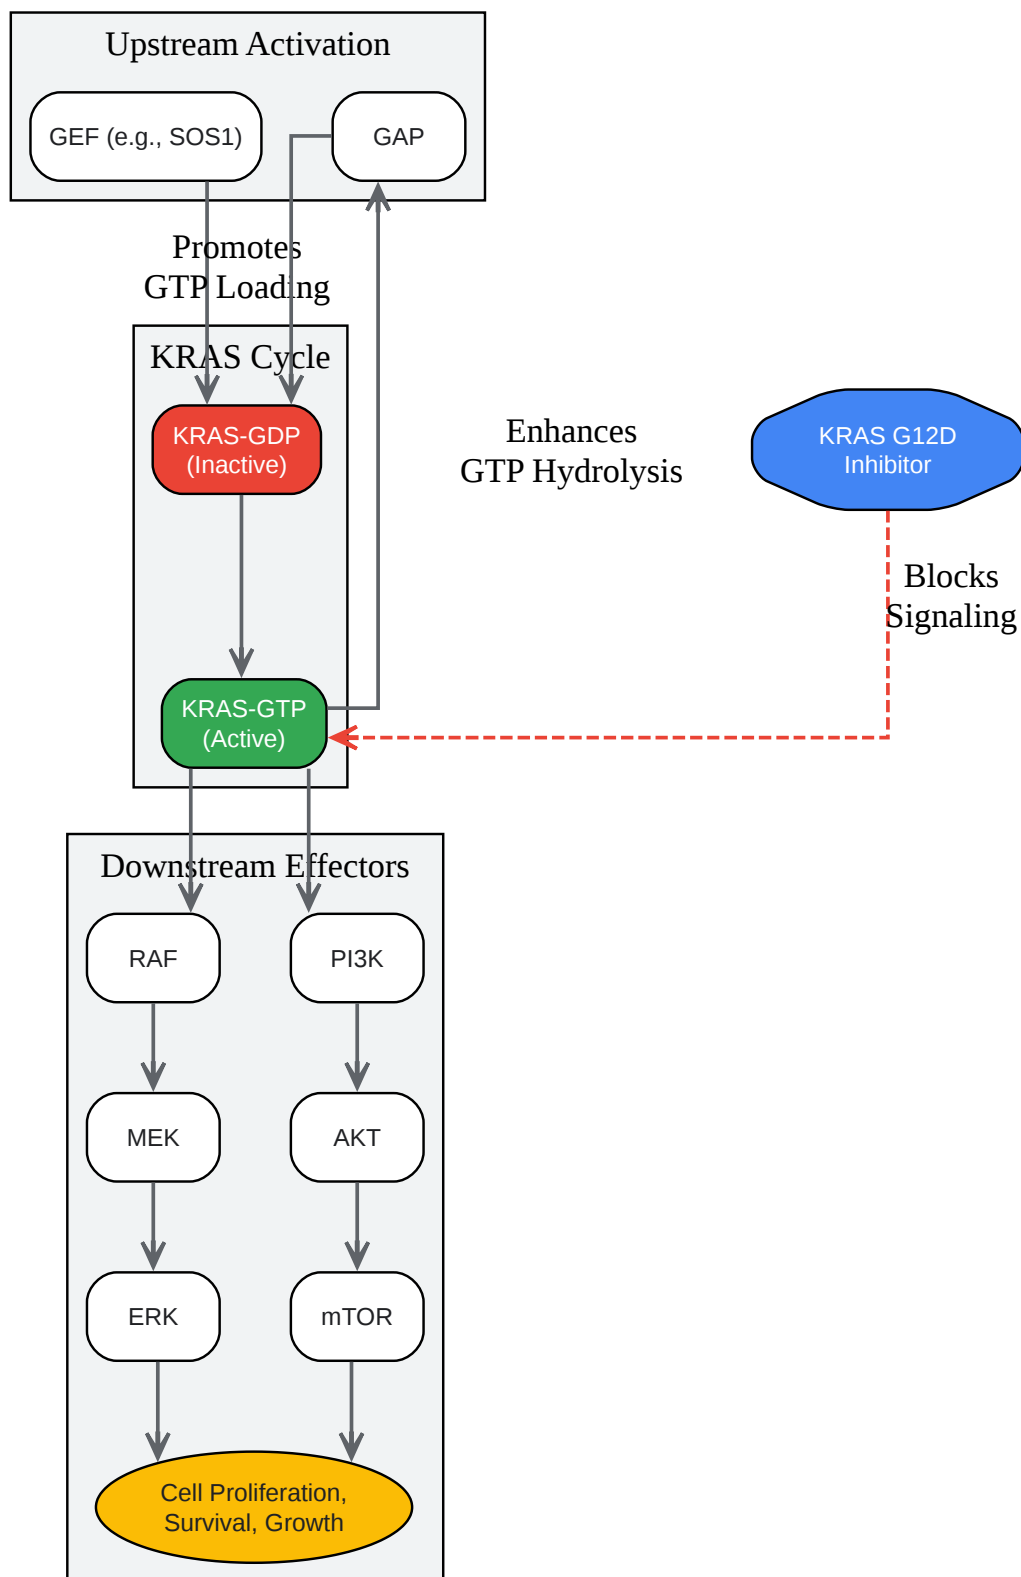 Upstream Activation
GEF (e.g., SOS1)
GAP
Promotes
GTP Loading
KRAS Cycle
KRAS-GDP
(Inactive)
Enhances
GTP Hydrolysis
KRAS G12D
Inhibitor
Blocks
Signaling
KRAS-GTP
(Active)
Downstream Effectors
RAF
PI3K
MEK
AKT
ERK
mTOR
Cell Proliferation,
Survival, Growth